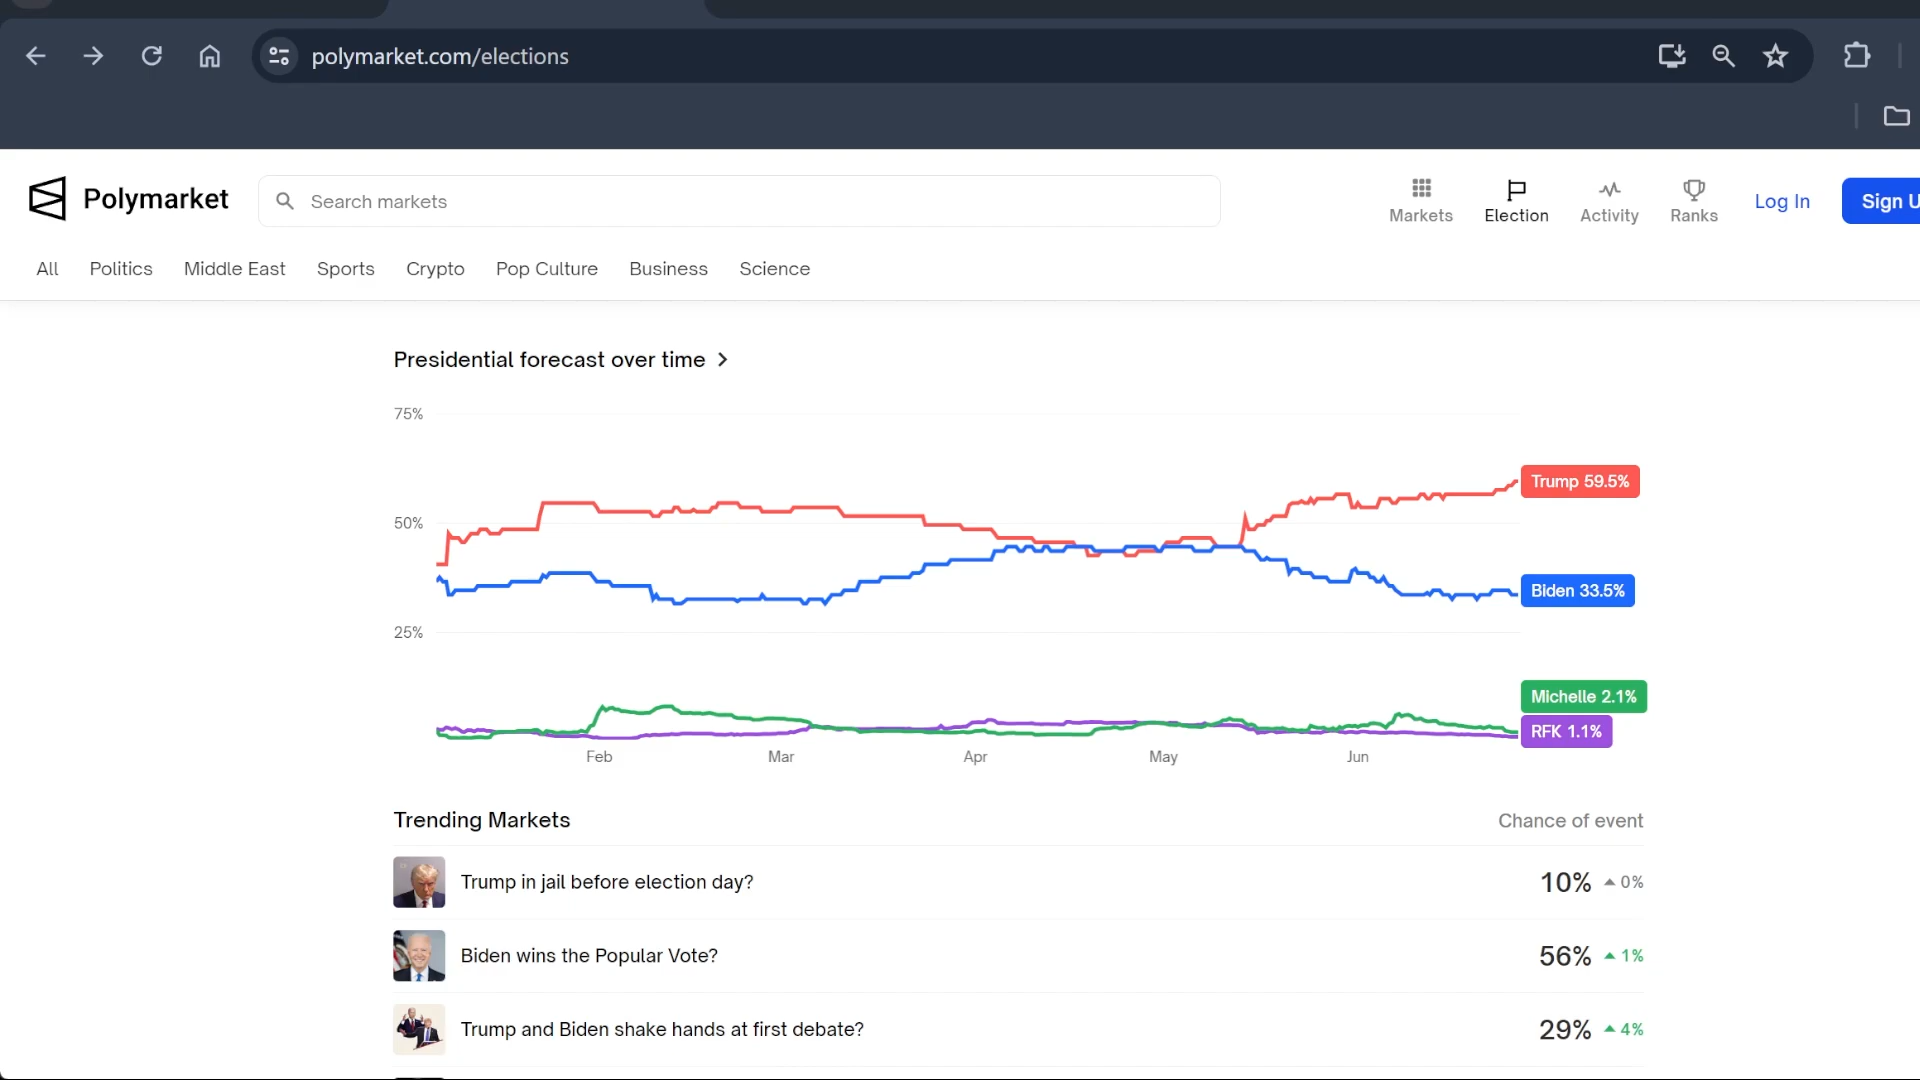 polymarket.com/elections
Polymarket
Search markets
Markets
Election
Activity
Ranks
Log In
Sign U
All
Politics
Middle East
Sports
Crypto
Pop Culture
Business
Science
Presidential forecast over time
75%
50%
25%
Trump 59.5%
Biden 33.5%
Michelle 2.1%
RFK 1.1%
Feb
Mar
Apr
May
Jun
Trending Markets
Chance of event
Trump in jail before election day?
10%
0%
Biden wins the Popular Vote?
56%
1%
Trump and Biden shake hands at first debate?
29%
4%